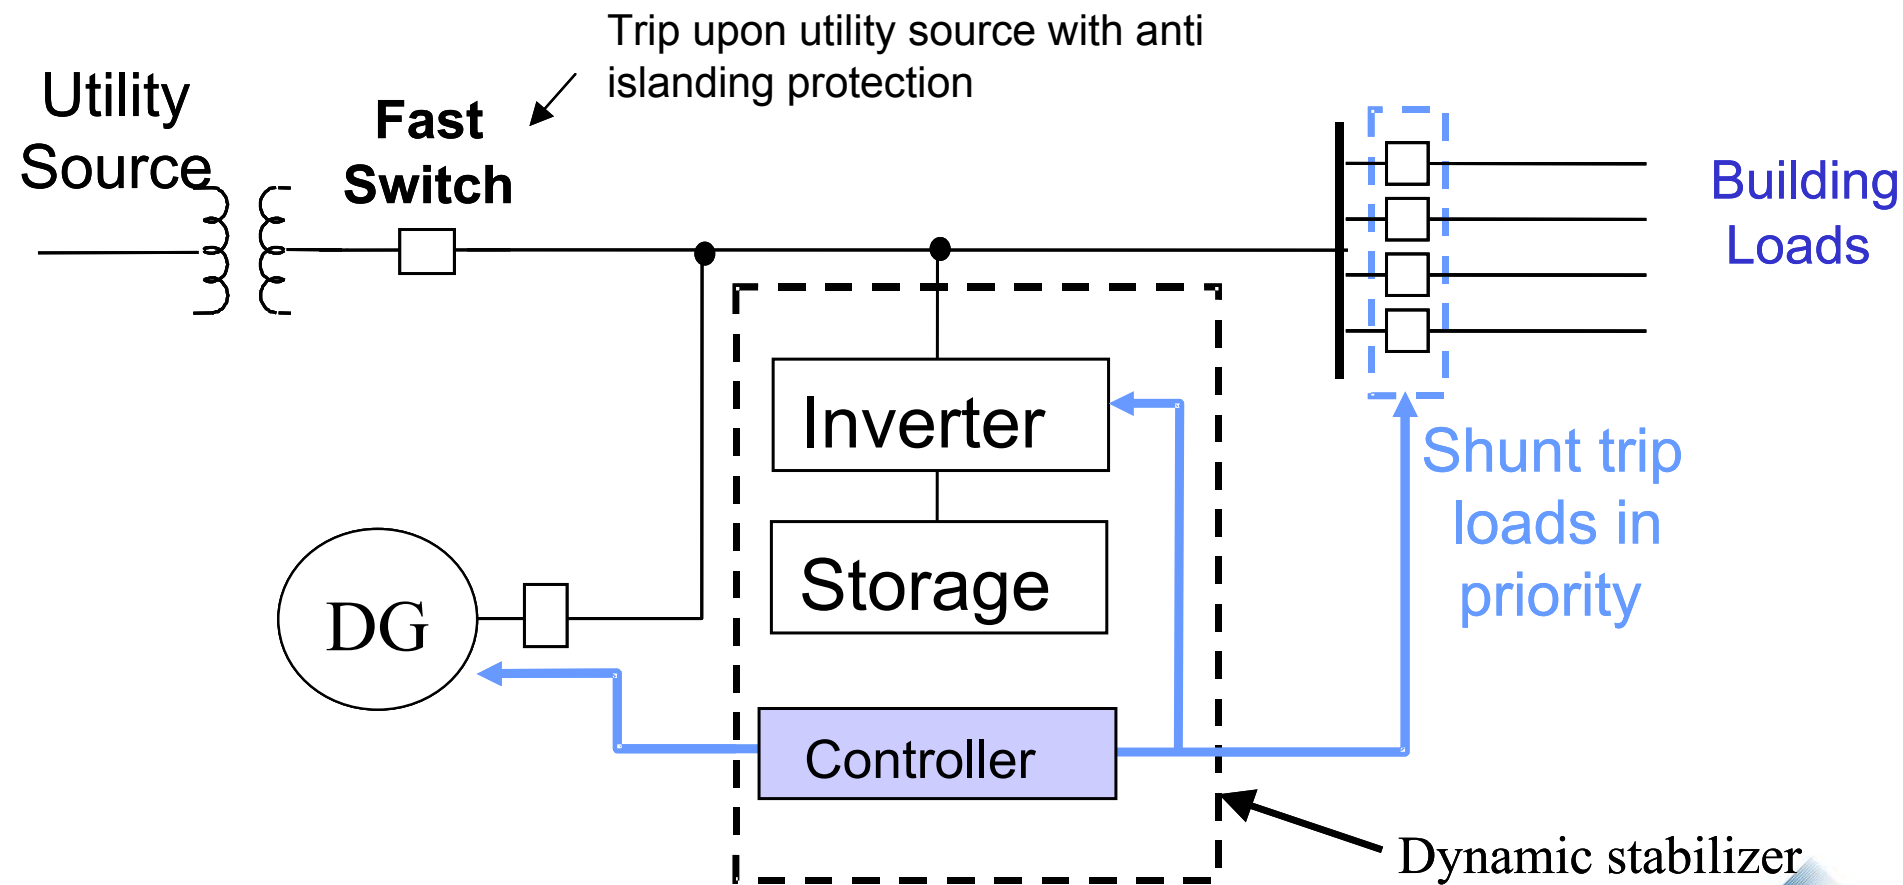 Trip upon utility source with anti
islanding protection
Utility
Source
Fast
Switch
Building
Loads
Inverter
Storage
Shunt trip
loads in
priority
DG
Controller
Dynamic stabilizer